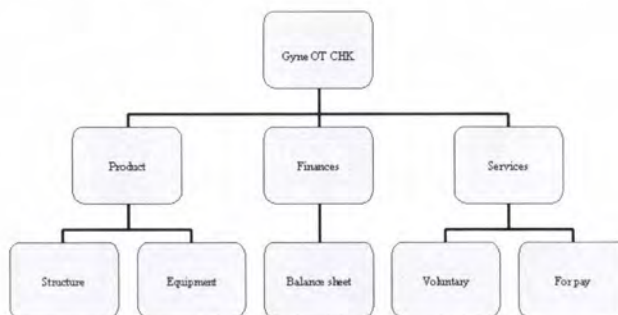 Gyne OT CHK
Product
Finances
Services
Structure
Equipment
Balance sheet
Voluntary
For pay